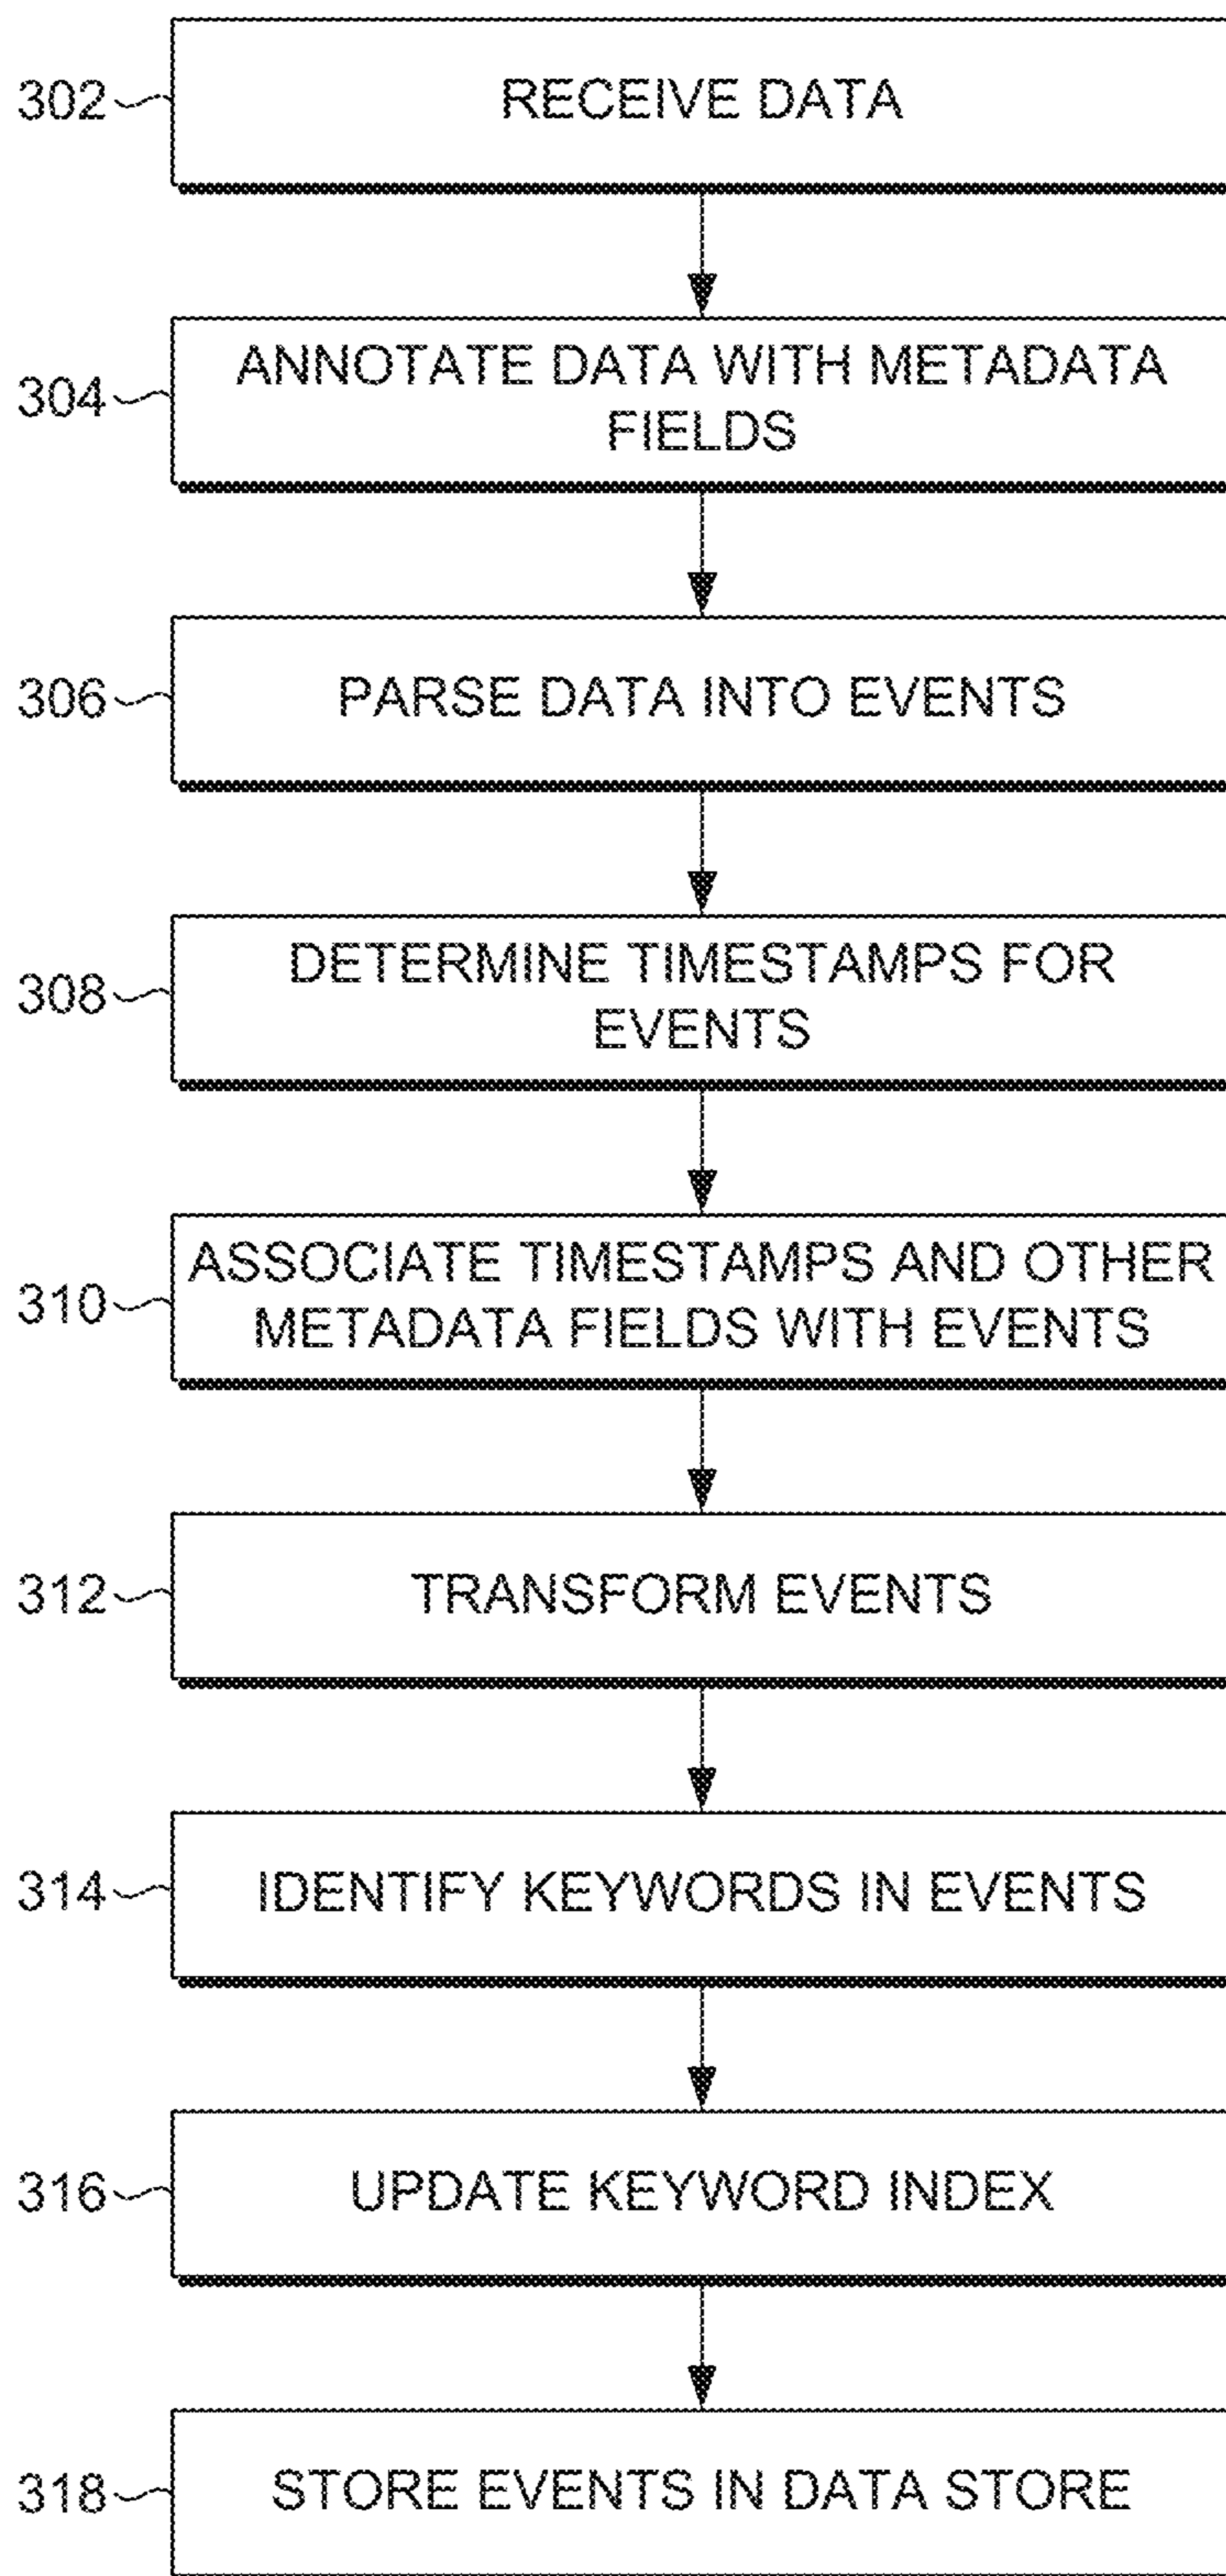 302
RECEIVE DATA
304
ANNOTATE DATA WITH METADATA
FIELDS
306
PARSE DATA INTO EVENTS
308
DETERMINE TIMESTAMPS FOR
EVENTS
310
ASSOCIATE TIMESTAMPS AND OTHER
METADATA FIELDS WITH EVENTS
312
TRANSFORM EVENTS
314
IDENTIFY KEYWORDS IN EVENTS
316
UPDATE KEYWORD INDEX
318
STORE EVENTS IN DATA STORE